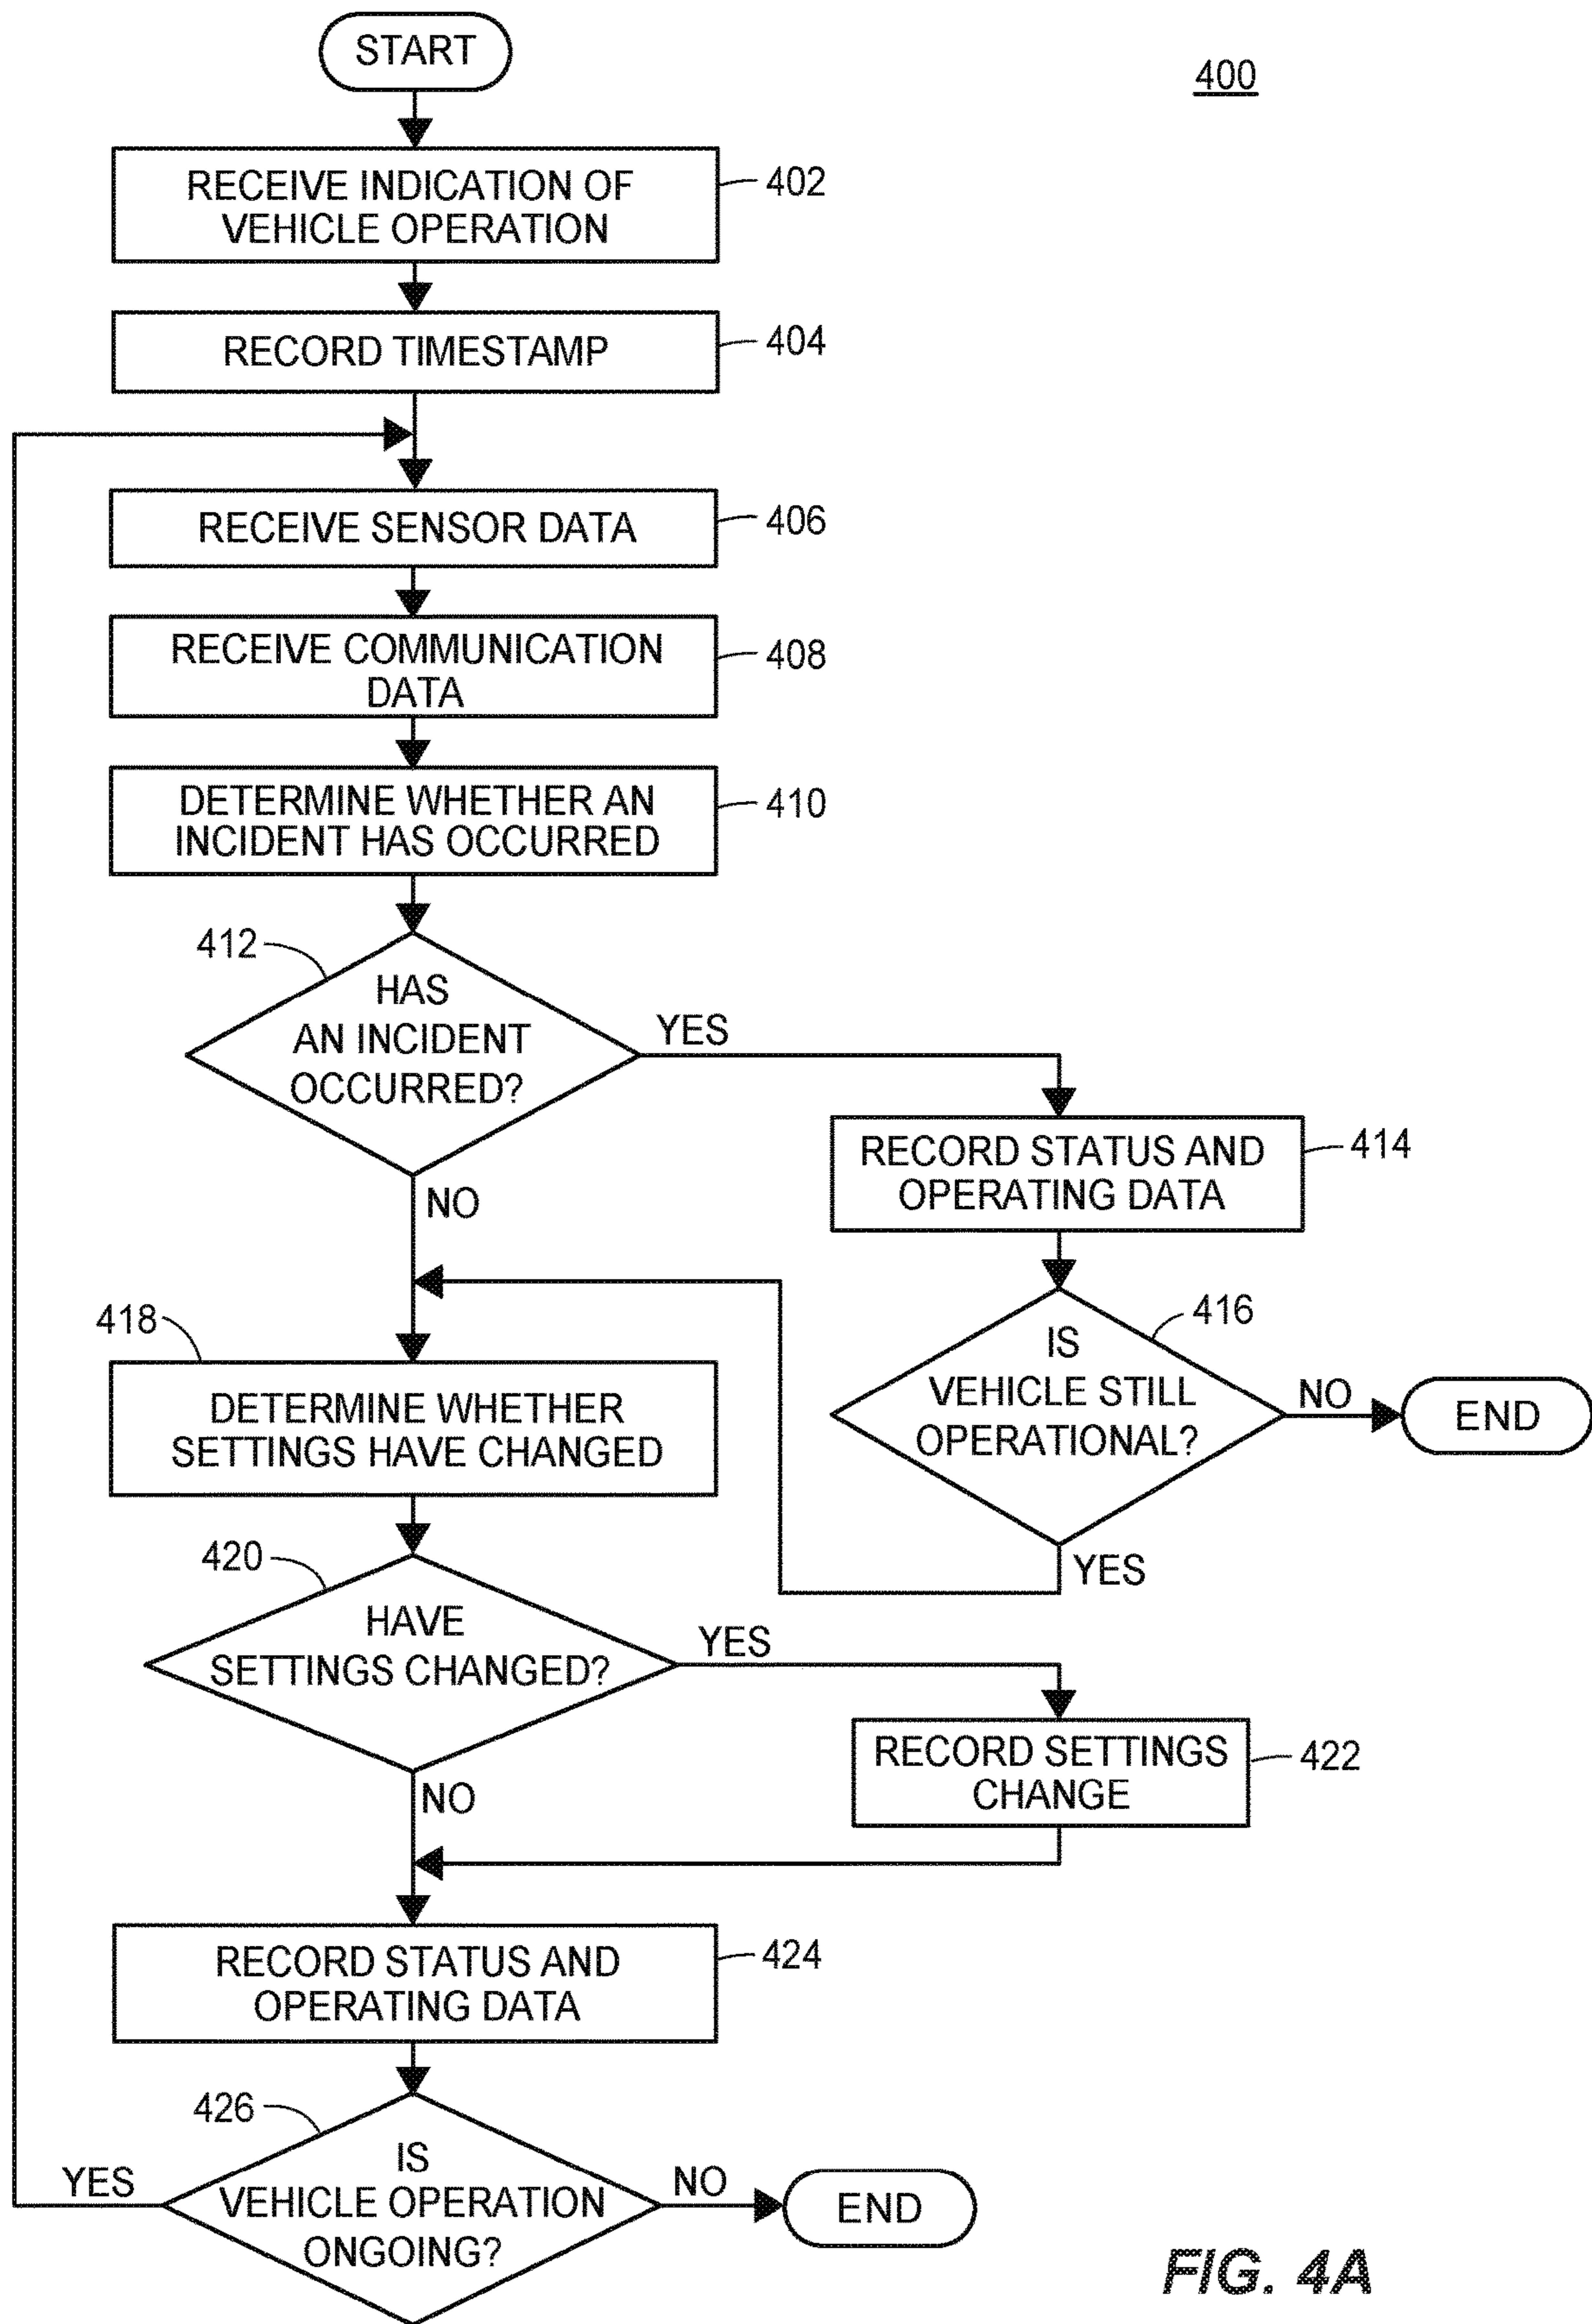 START
400
RECEIVE INDICATION OF
VEHICLE OPERATION
402
RECORD TIMESTAMP
404
RECEIVE SENSOR DATA
406
RECEIVE COMMUNICATION
DATA
408
DETERMINE WHETHER AN
INCIDENT HAS OCCURRED
410
412
HAS
AN INCIDENT
OCCURRED?
YES
NO
RECORD STATUS AND
OPERATING DATA
414
416
IS
VEHICLE STILL
OPERATIONAL?
NO
END
YES
418
DETERMINE WHETHER
SETTINGS HAVE CHANGED
420
HAVE
SETTINGS CHANGED?
YES
NO
RECORD SETTINGS
CHANGE
422
RECORD STATUS AND
OPERATING DATA
424
426
IS
VEHICLE OPERATION
ONGOING?
YES
NO
END
FIG. 4A